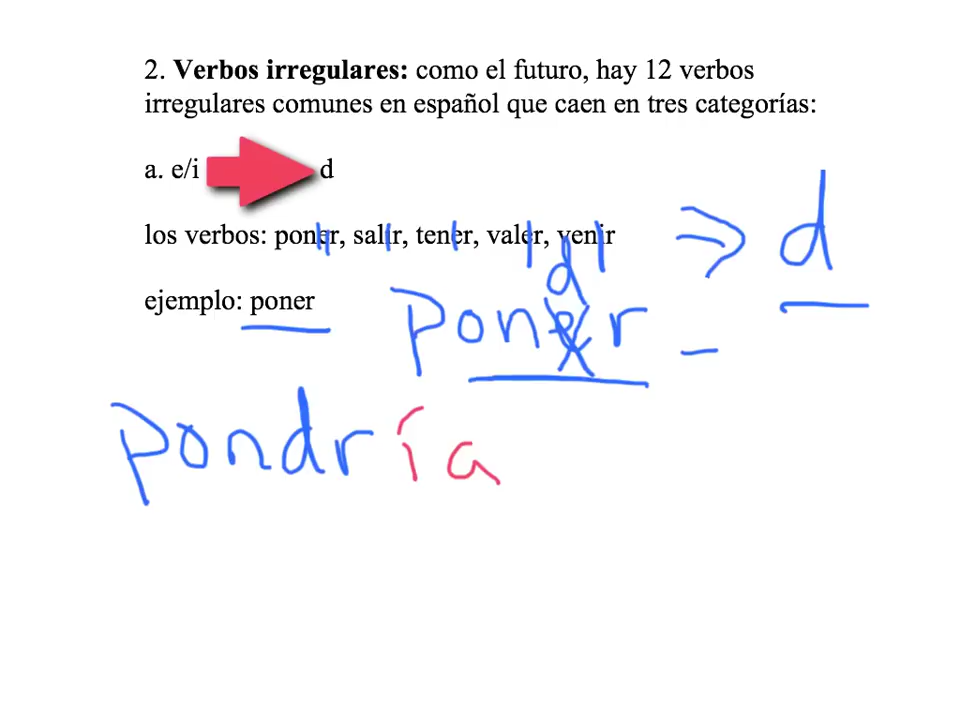 2. Verbos irregulares: como el futuro, hay 12 verbos
irregulares comunes en español que caen en tres categorías:
a. e/i d
los verbos: poner, salir, tener, valer, venir
d
ejemplo: poner
d
poner
pondría